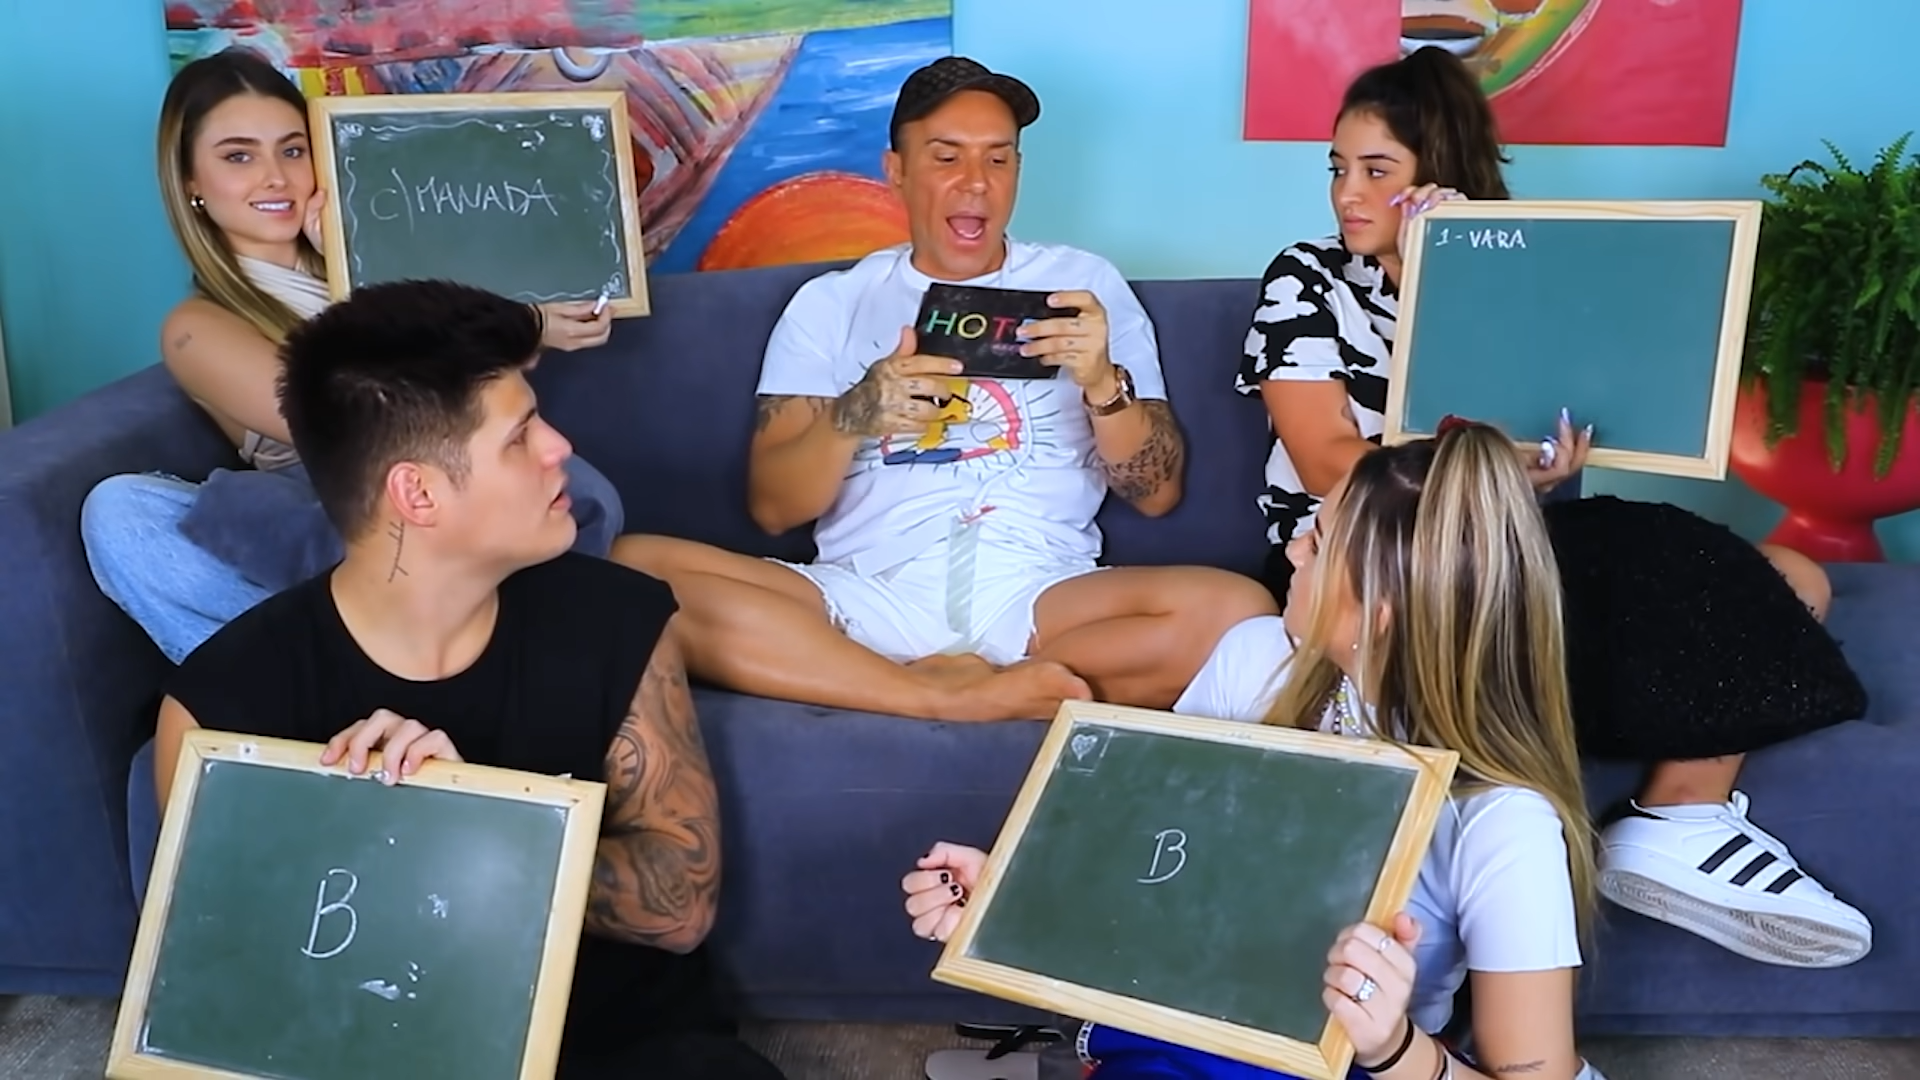 c) MANADA
HOT
1 - VARA
B
B